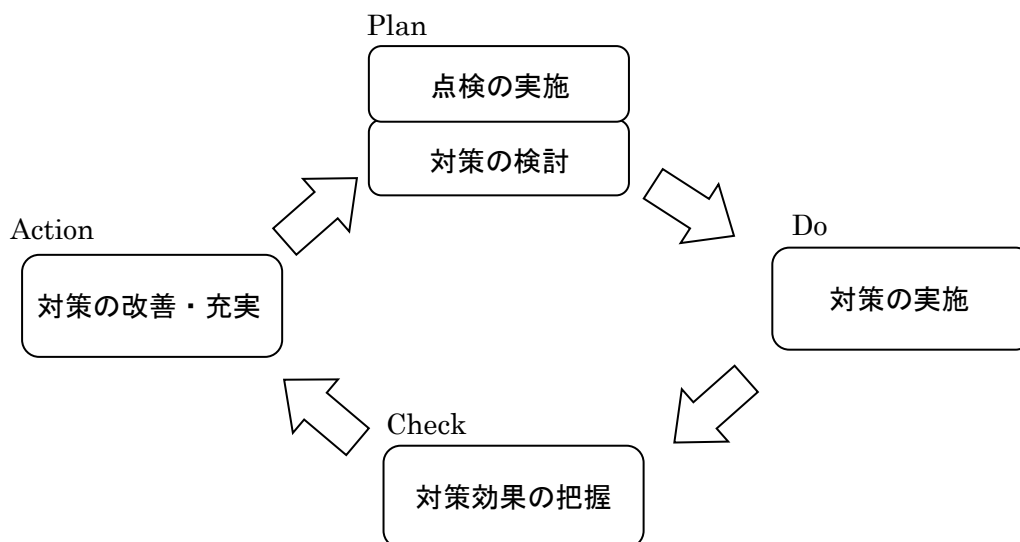 Plan
点検の実施
対策の検討
Do
対策の実施
Check
対策効果の把握
Action
対策の改善・充実